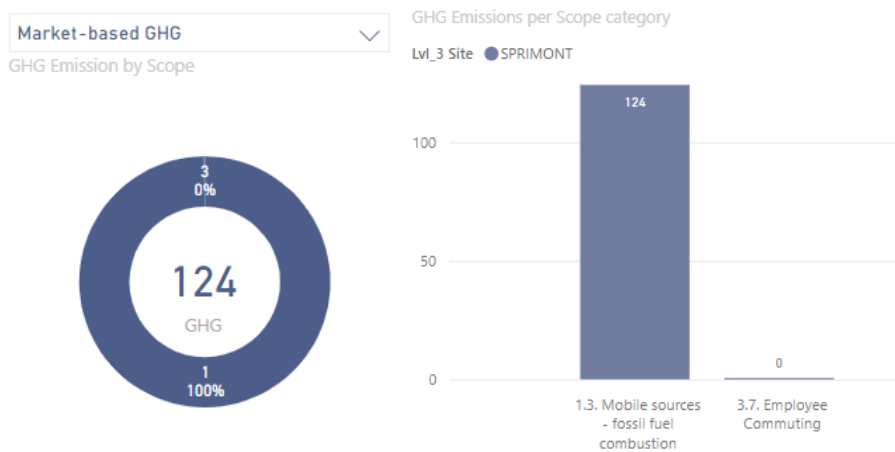 Market-based GHG
GHG Emission by Scope
3
0%
124
GHG
1
100%
GHG Emissions per Scope category
Lvl_3 Site SPRIMONT
124
100
50
0
0
1.3. Mobile sources
- fossil fuel
combustion
3.7. Employee
Commuting